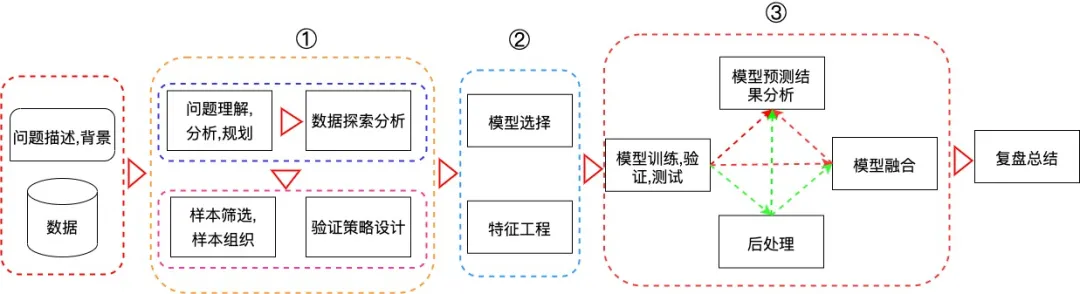 ①
②
③
问题描述,背景
数据
问题理解,
分析,规划
数据探索分析
样本筛选,
样本组织
验证策略设计
模型选择
特征工程
模型训练,验
证,测试
模型预测结
果分析
后处理
模型融合
复盘总结